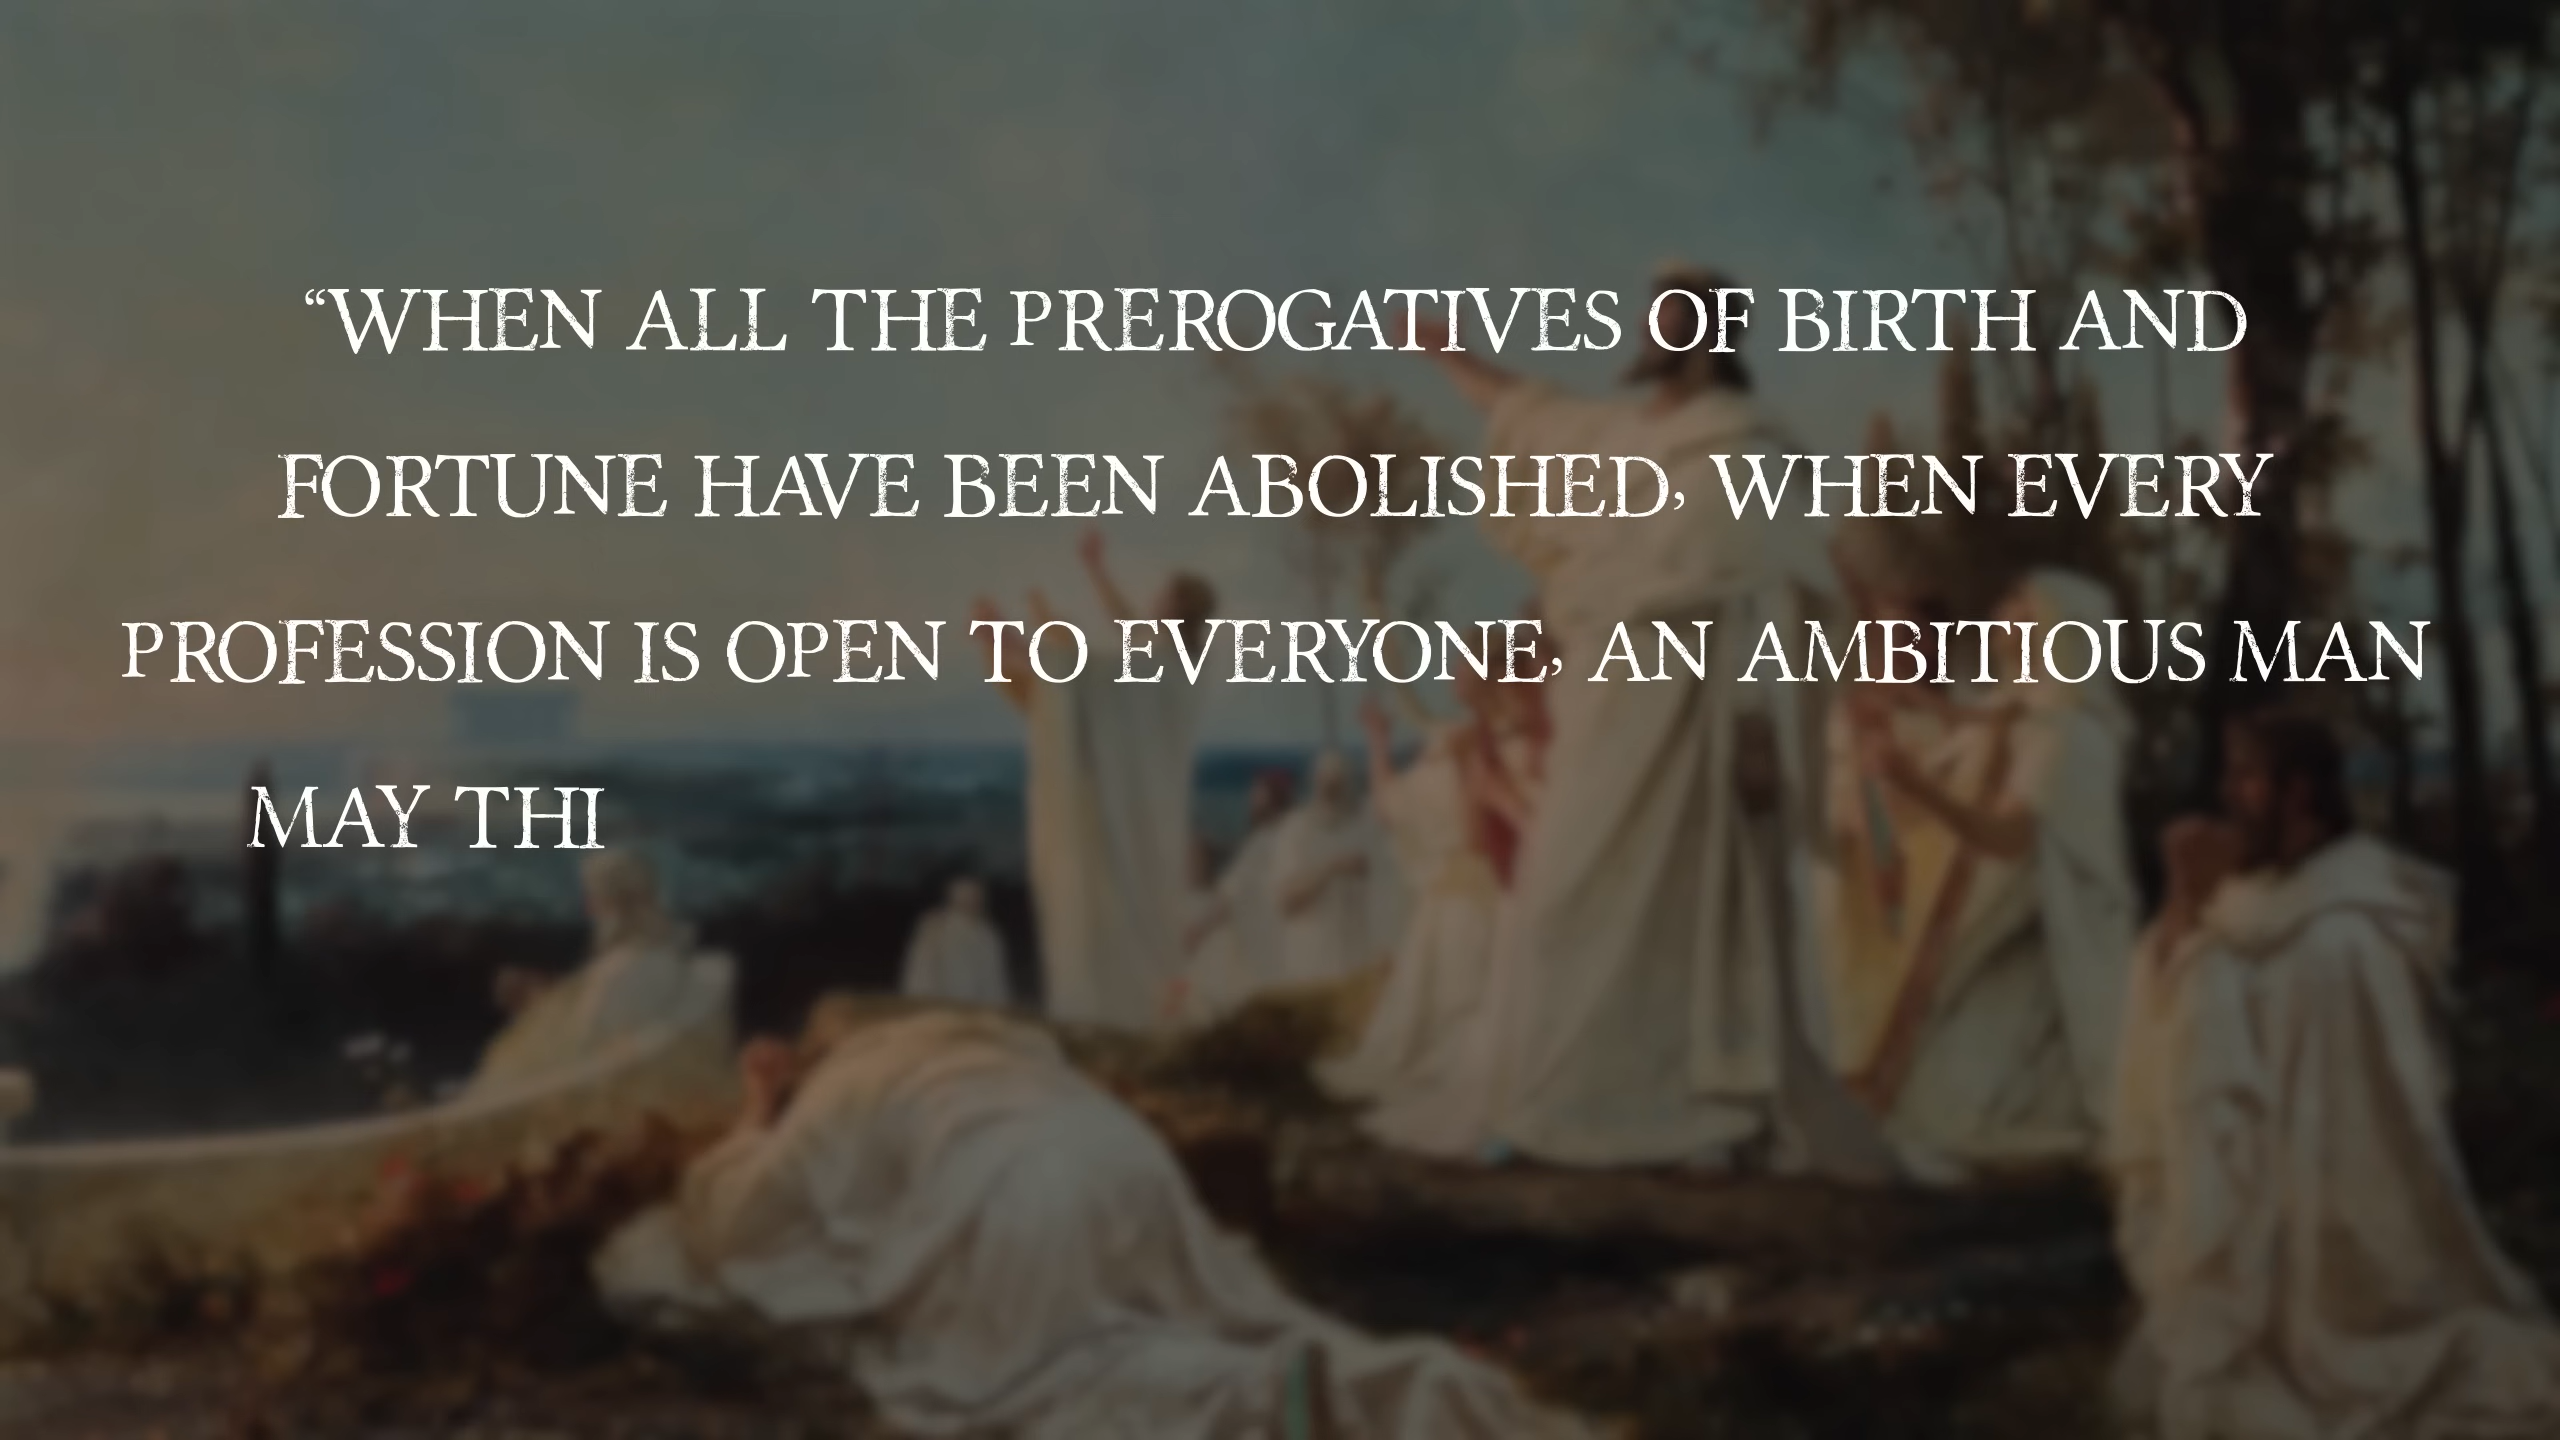 “WHEN ALL THE PREROGATIVES OF BIRTH AND
FORTUNE HAVE BEEN ABOLISHED, WHEN EVERY
PROFESSION IS OPEN TO EVERYONE, AN AMBITIOUS MAN
MAY THI